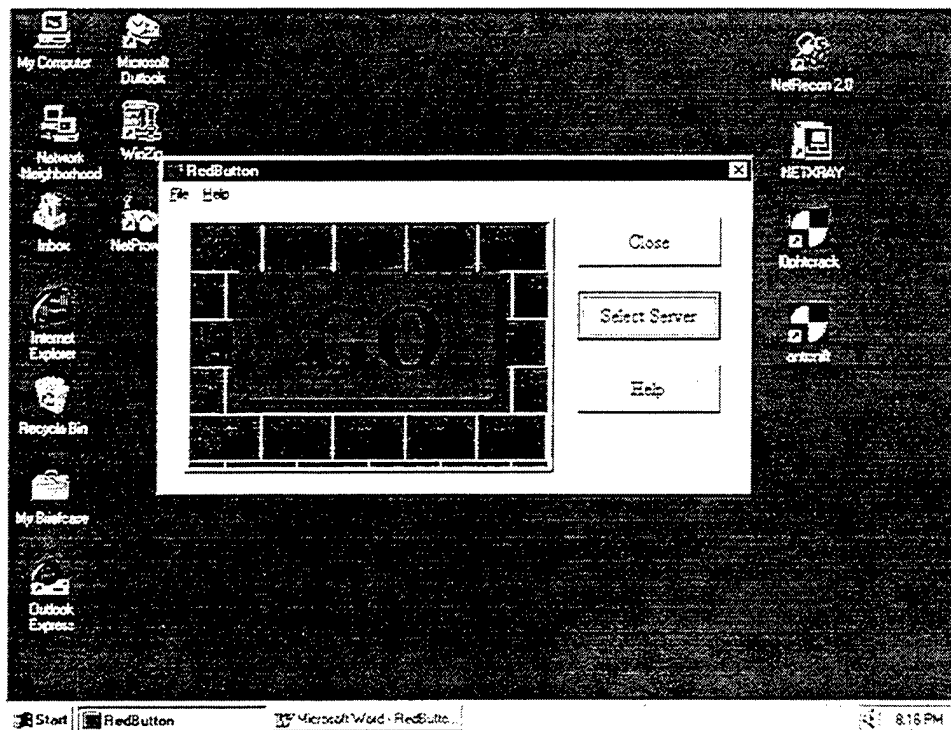 My Computer
Microsoft
Outlook
NetRecon 2.0
Network
Neighborhood
WinZip
NETXRAY
RedButton
File Help
Inbox
Close
L0phtcrack
Select Server
Internet
Explorer
Help
Recycle Bin
My Briefcase
Outlook
Express
Start
RedButton
Microsoft Word - RedButto...
8:16 PM